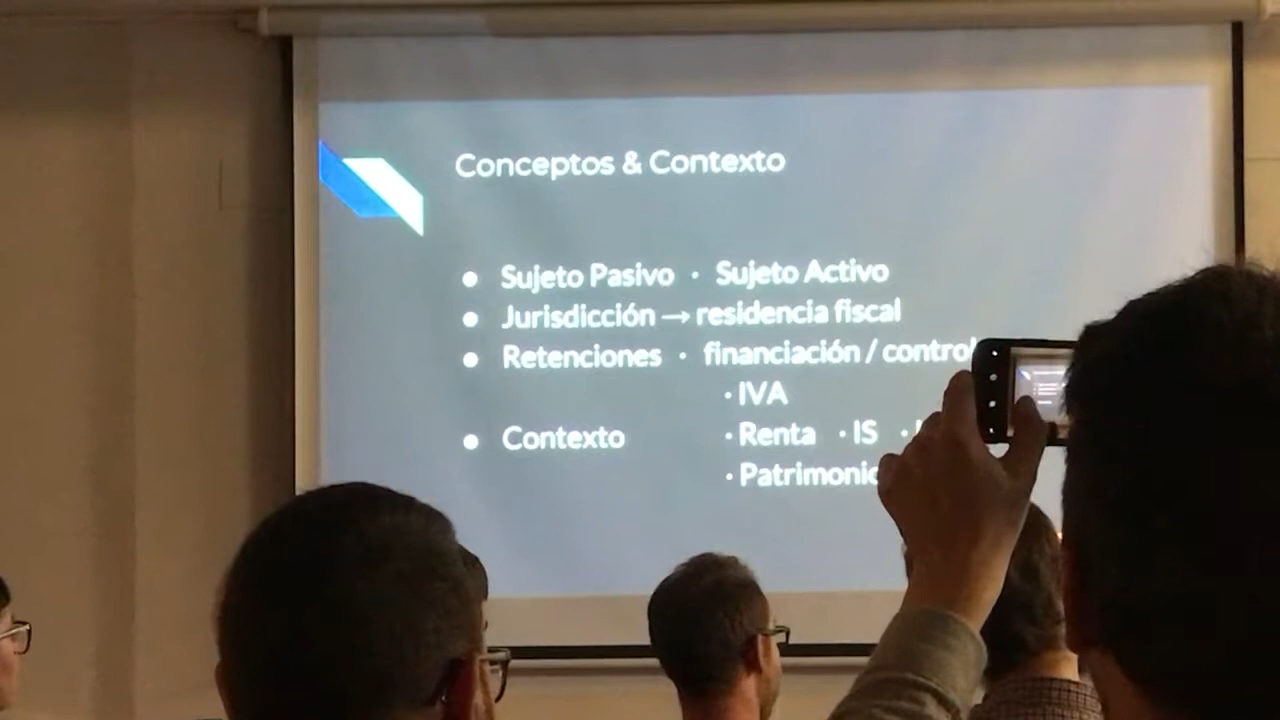 Conceptos & Contexto
● Sujeto Pasivo · Sujeto Activo
● Jurisdicción → residencia fiscal
● Retenciones · financiación / control
· IVA
● Contexto · Renta · IS ·
· Patrimonio